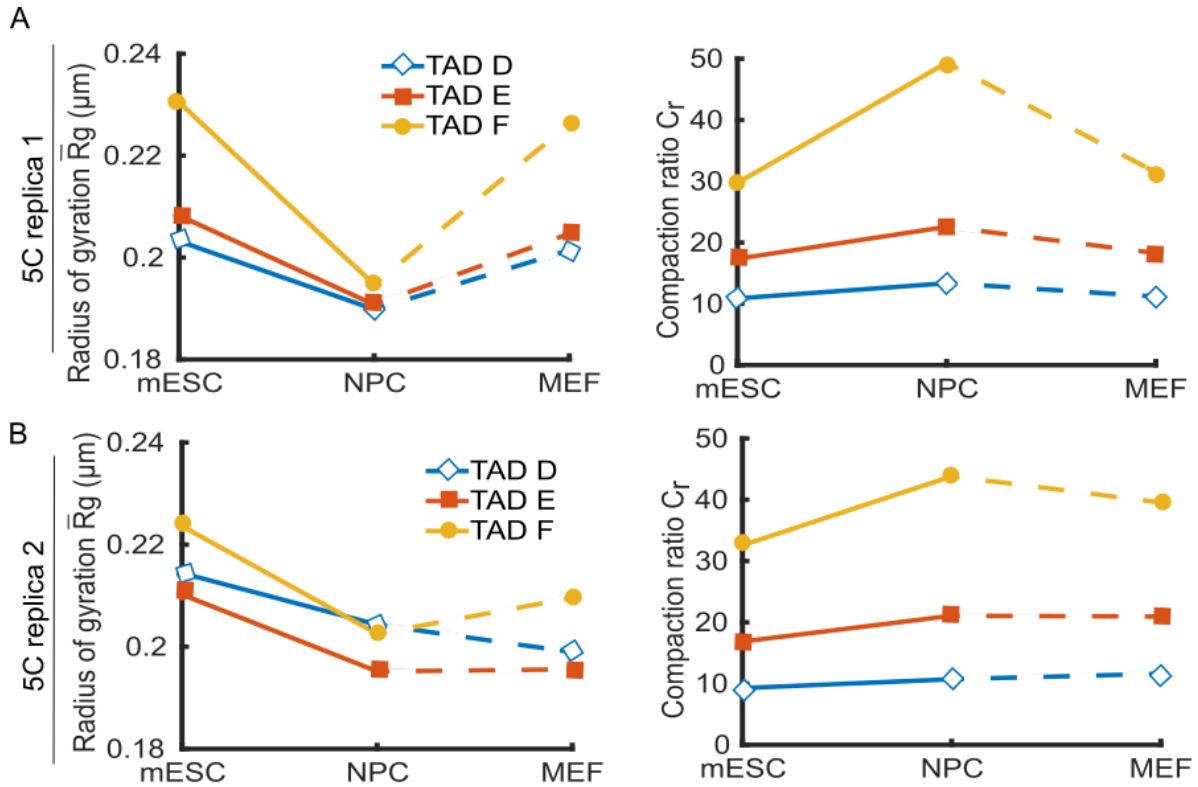 A
5C replica 1
Radius of gyration R̅g (μm)
0.24
0.22
0.2
0.18
mESC NPC MEF
TAD D
TAD E
TAD F
Compaction ratio Cr
50
40
30
20
10
0
mESC NPC MEF
B
5C replica 2
Radius of gyration R̅g (μm)
0.24
0.22
0.2
0.18
mESC NPC MEF
TAD D
TAD E
TAD F
Compaction ratio Cr
50
40
30
20
10
0
mESC NPC MEF